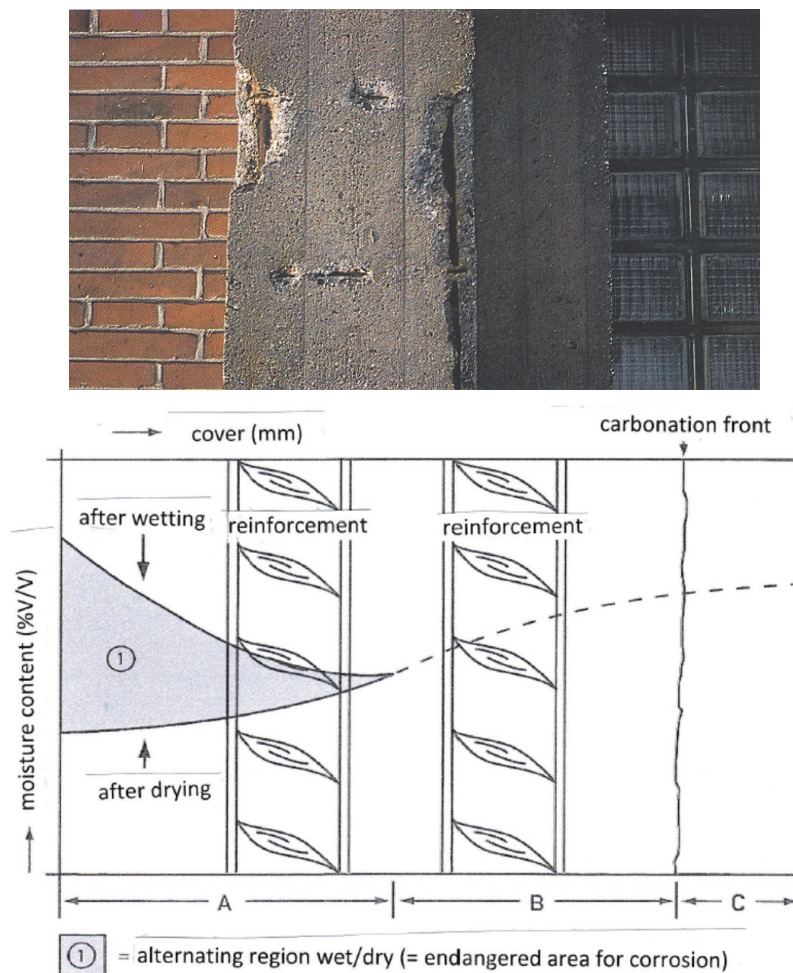 cover (mm)
carbonation front
after wetting
reinforcement
reinforcement
moisture content (%V/V)
1
after drying
A
B
C
1 = alternating region wet/dry (= endangered area for corrosion)